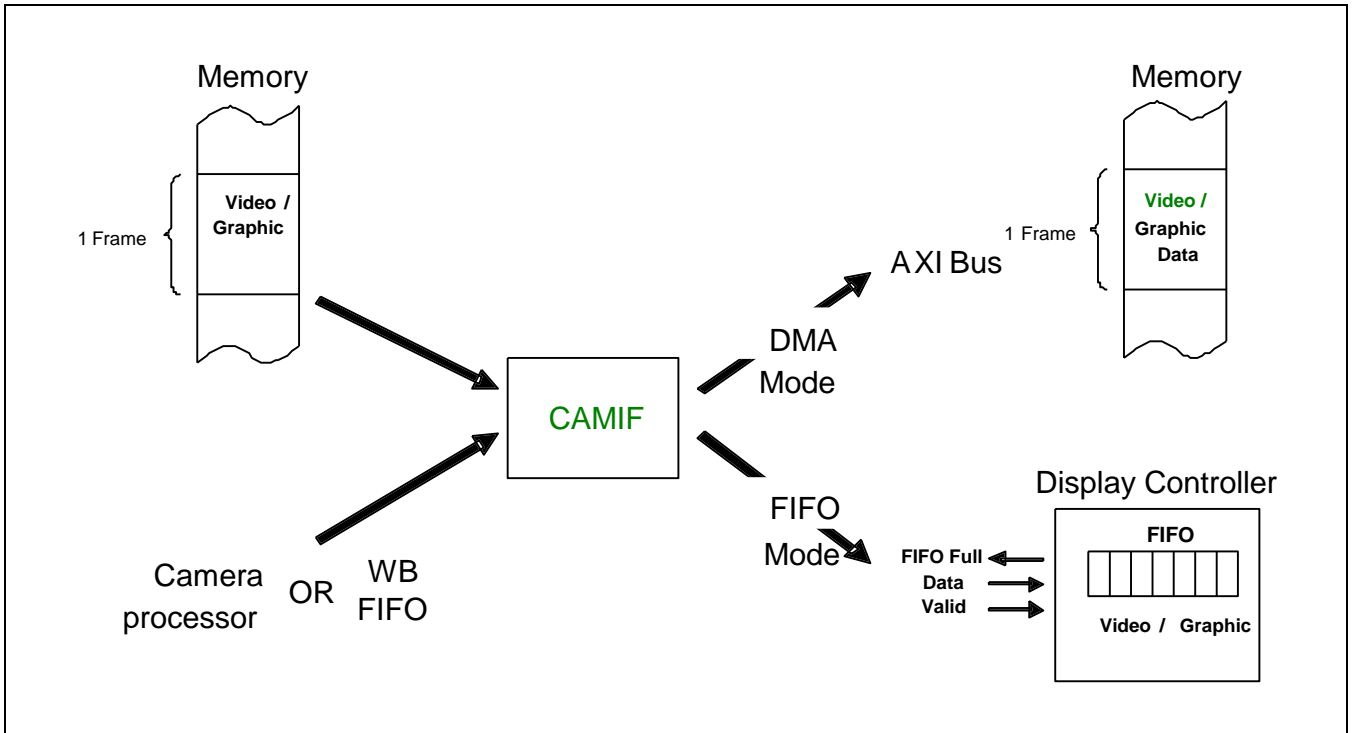 Memory
Video /
Graphic
1 Frame
Memory
Video /
Graphic
Data
1 Frame
AXI Bus
DMA
Mode
CAMIF
FIFO
Mode
Camera
processor
OR
WB
FIFO
Display Controller
FIFO
FIFO Full
Data
Valid
Video / Graphic